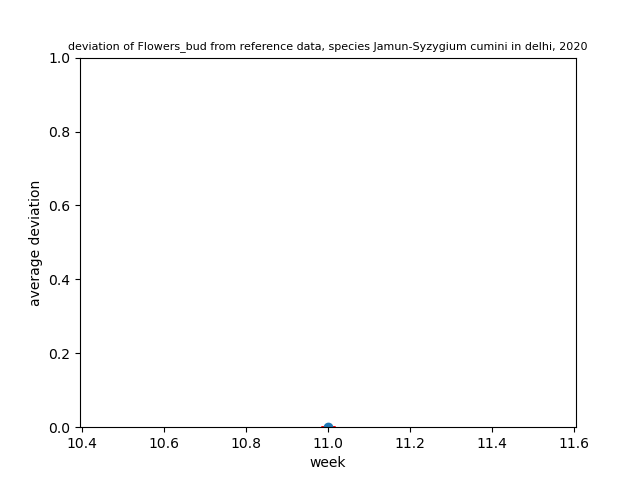 deviation of Flowers_bud from reference data, species Jamun-Syzygium cumini in delhi, 2020
1.0
0.8
0.6
0.4
0.2
0.0
average deviation
10.4 10.6 10.8 11.0 11.2 11.4 11.6
week